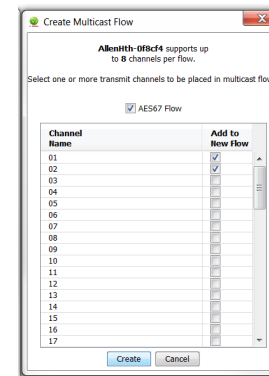 Create Multicast Flow
AllenHth-0f8cf4 supports up
to 8 channels per flow.
Select one or more transmit channels to be placed in multicast flow
AES67 Flow
Channel Name Add to New Flow
01
02
03
04
05
06
07
08
09
10
11
12
13
14
15
16
17
Create Cancel